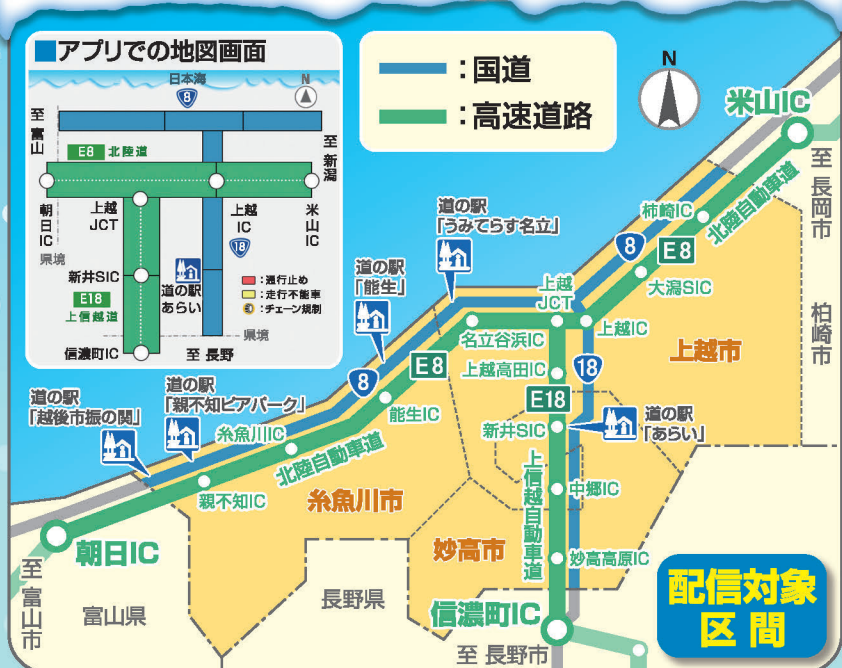 ■アプリでの地図画面
日本海
N
8
至 富山
E8 北陸道
至 新潟
朝日IC
上越JCT
上越IC
米山IC
18
県境
新井SIC
道の駅
あらい
E18
上信越道
■:通行止め
■:走行不能車
:チェーン規制
県境
信濃町IC
至 長野
:国道
:高速道路
N
米山IC
至 長岡市
柏崎市
北陸自動車道
柿崎IC
8
E8
大潟SIC
道の駅
「うみてらす名立」
上越
JCT
道の駅
「能生」
名立谷浜IC
上越IC
上越市
上越高田IC
18
8
E8
E18
道の駅
「親不知ピアパーク」
道の駅
「越後市振の関」
能生IC
新井SIC
道の駅
「あらい」
糸魚川IC
北陸自動車道
親不知IC
糸魚川市
上信越自動車道
中郷IC
妙高市
妙高高原IC
朝日IC
至 富山市
富山県
長野県
信濃町IC
至 長野市
配信対象
区間